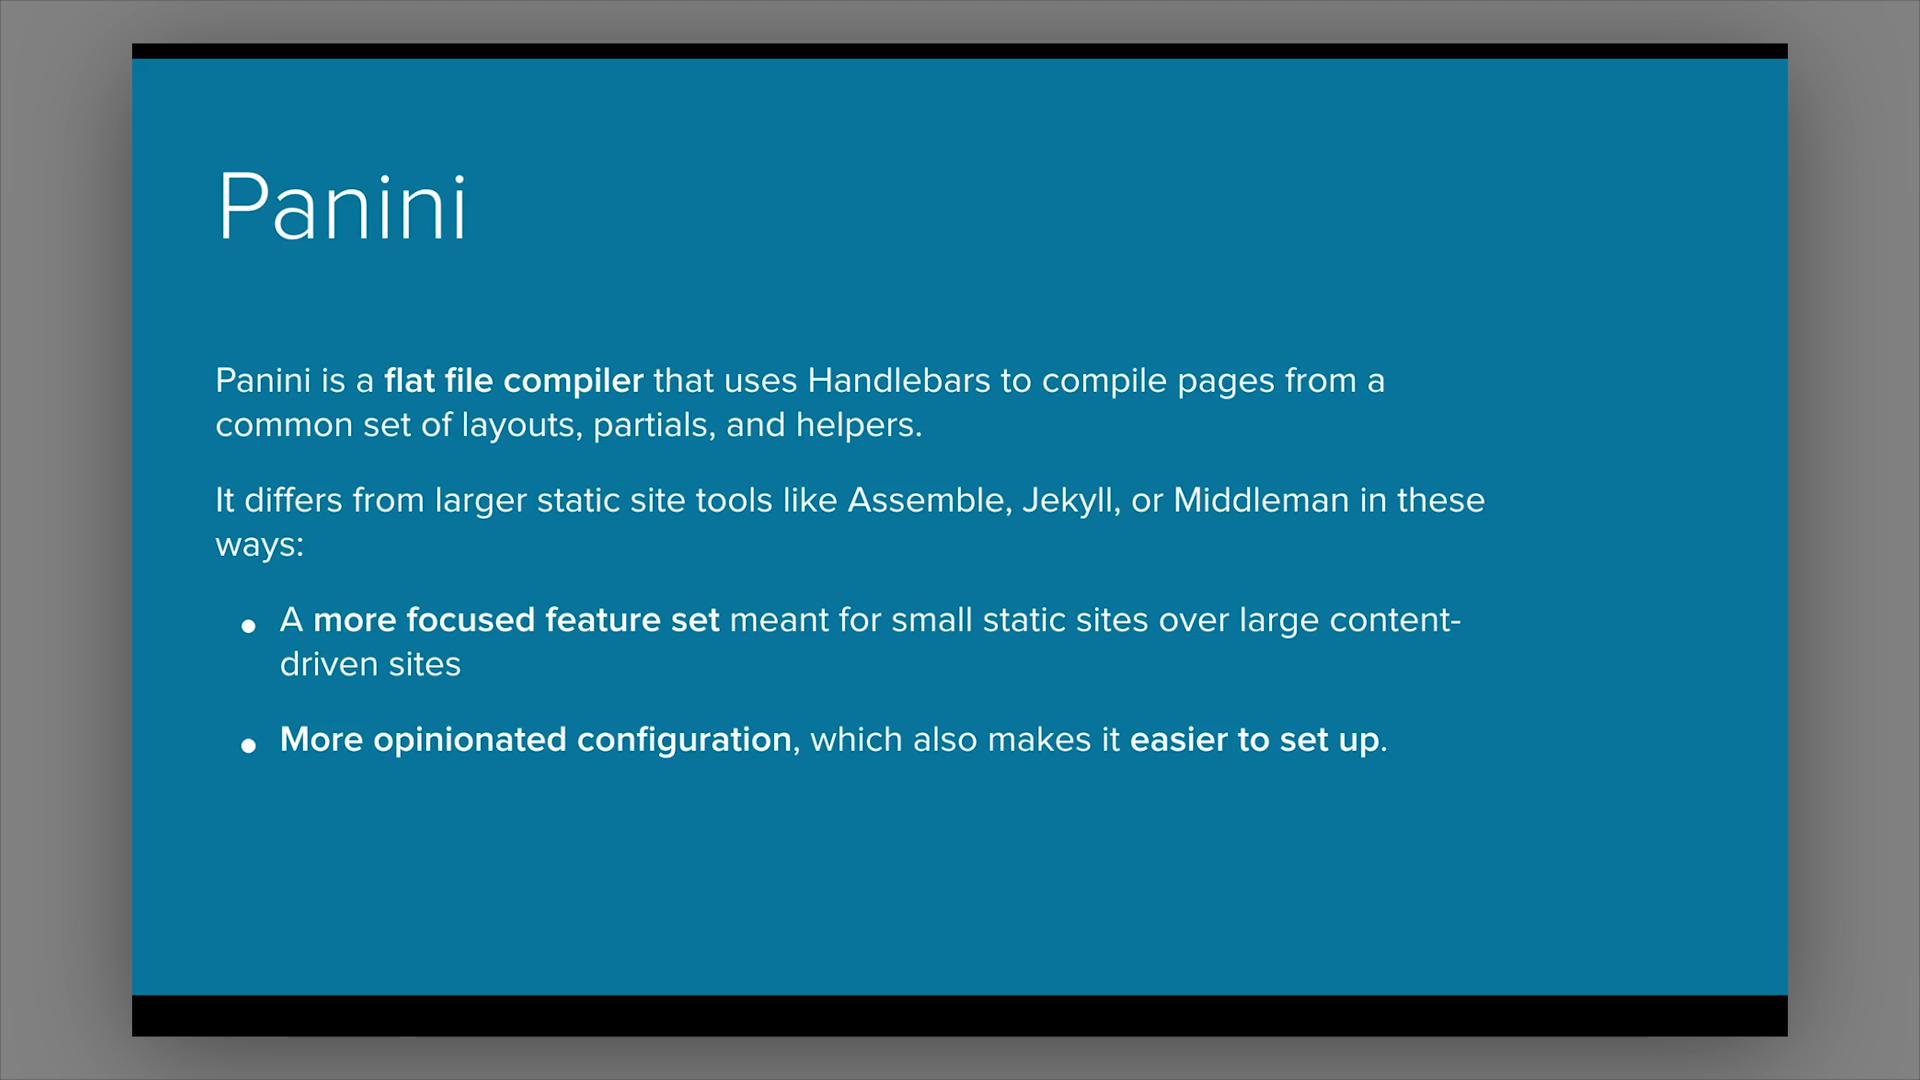 Panini
Panini is a flat file compiler that uses Handlebars to compile pages from a
common set of layouts, partials, and helpers.
It differs from larger static site tools like Assemble, Jekyll, or Middleman in these
ways:
• A more focused feature set meant for small static sites over large content-
driven sites
• More opinionated configuration, which also makes it easier to set up.